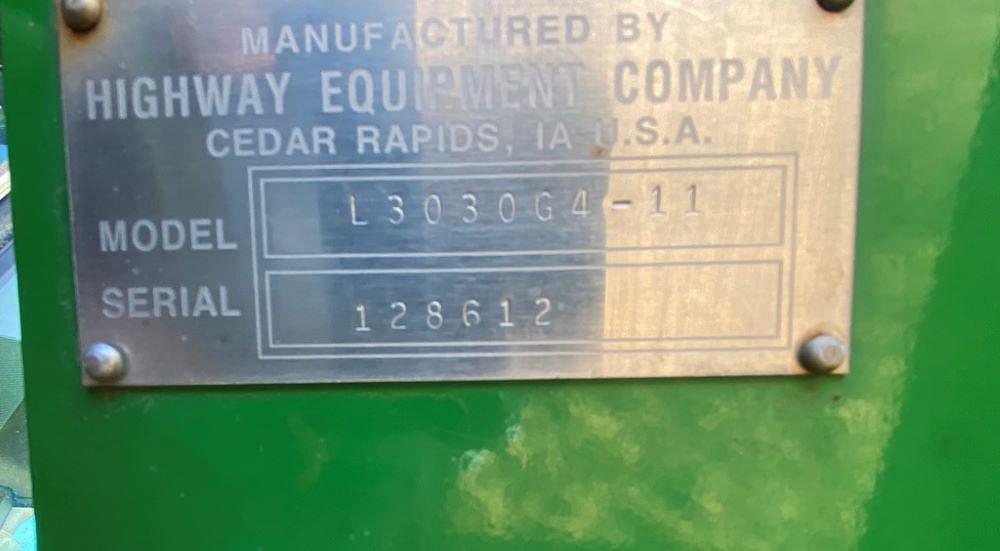 MANUFACTURED BY
HIGHWAY EQUIPMENT COMPANY
CEDAR RAPIDS, IA U.S.A.
MODEL L3030G4-11
SERIAL 128612